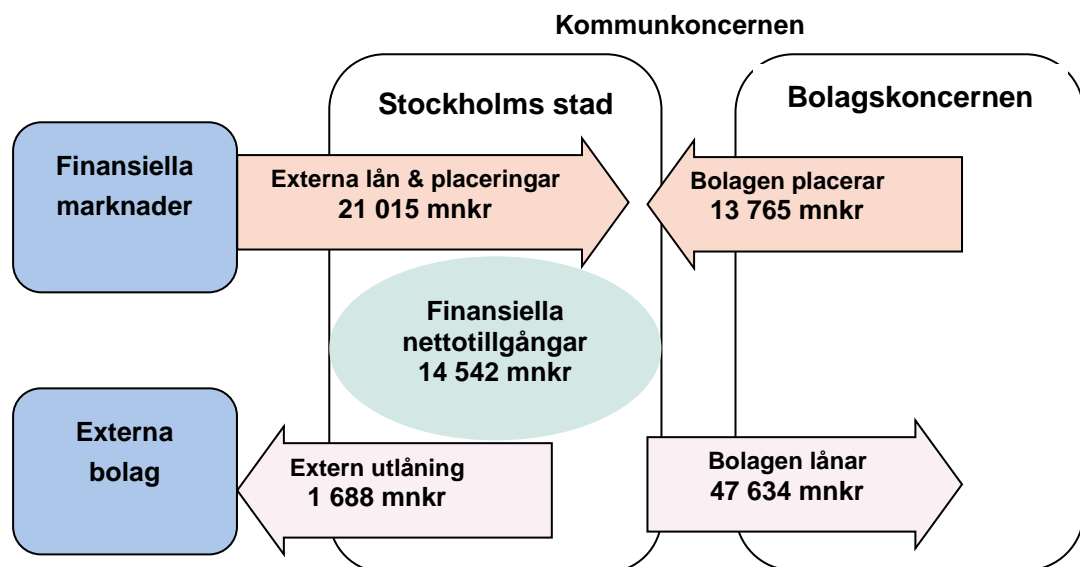 Kommunkoncernen
Stockholms stad
Bolagskoncernen
Finansiella
marknader
Externa lån & placeringar
21 015 mnkr
Bolagen placerar
13 765 mnkr
Finansiella
nettotillgångar
14 542 mnkr
Externa
bolag
Extern utlåning
1 688 mnkr
Bolagen lånar
47 634 mnkr